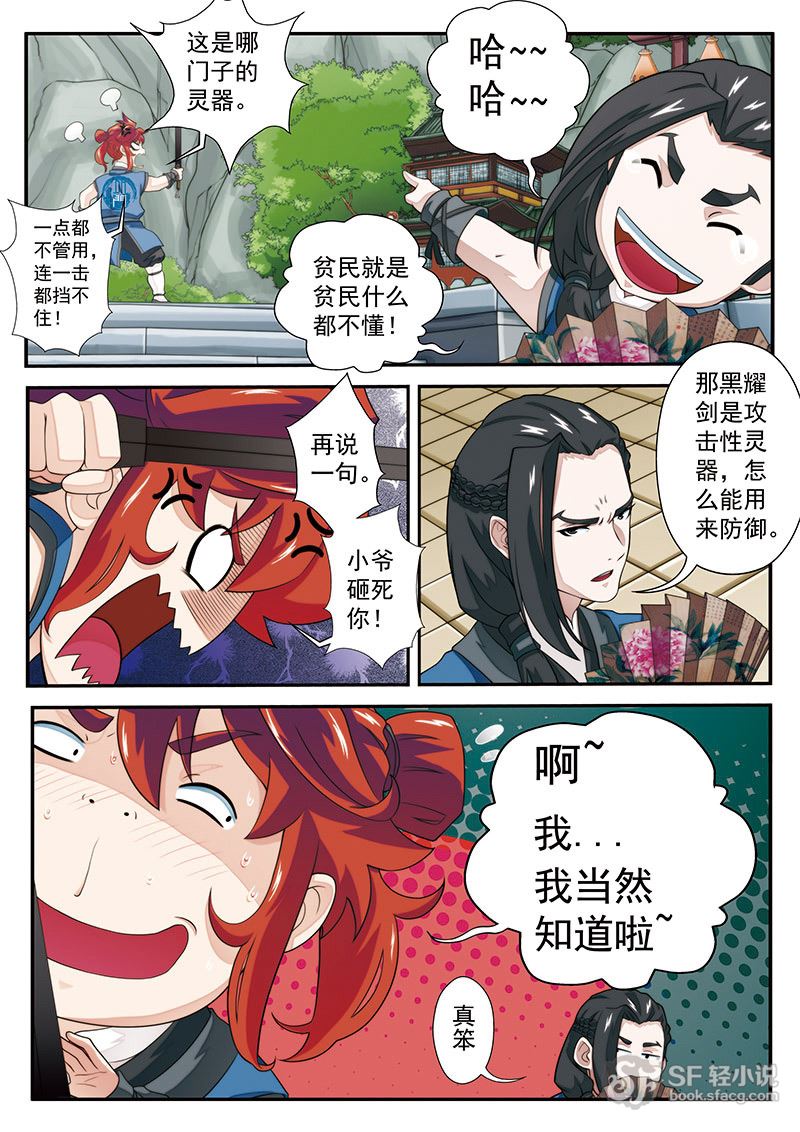 这是哪
门子的
灵器。
一点都
不管用，
连一击
都挡不
住！
哈~~
哈~~
贫民就是
贫民什么
都不懂！
再说
一句。
小爷
砸死
你！
那黑耀
剑是攻
击性灵
器，怎
么能用
来防御。
啊~
我...
我当然
知道啦~
真笨
SF 轻小说
book.sfacg.com